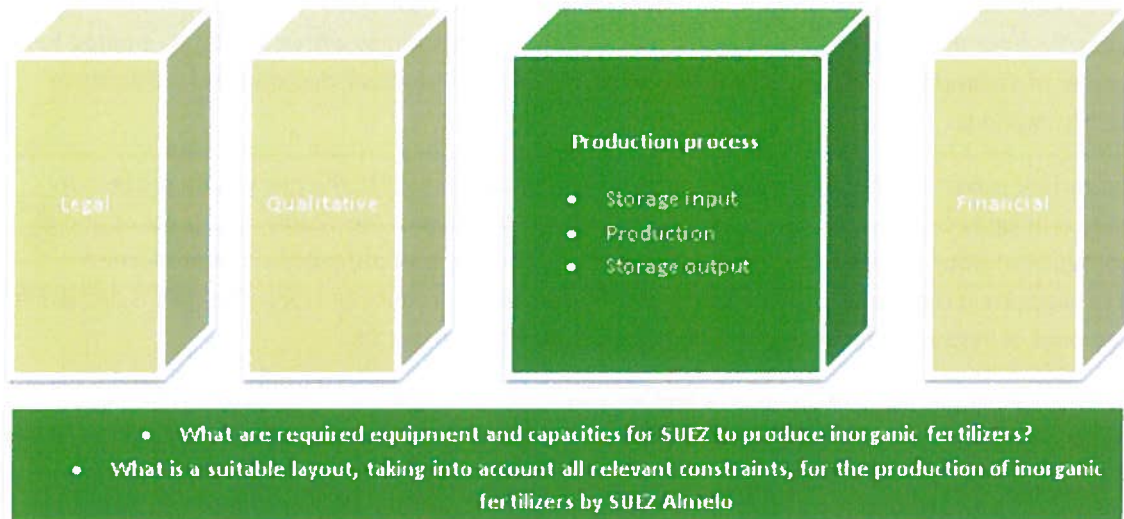 Legal
Qualitative
Production process
• Storage input
• Production
• Storage output
Financial
• What are required equipment and capacities for SUEZ to produce inorganic fertilizers?
• What is a suitable layout, taking into account all relevant constraints, for the production of inorganic
fertilizers by SUEZ Almelo